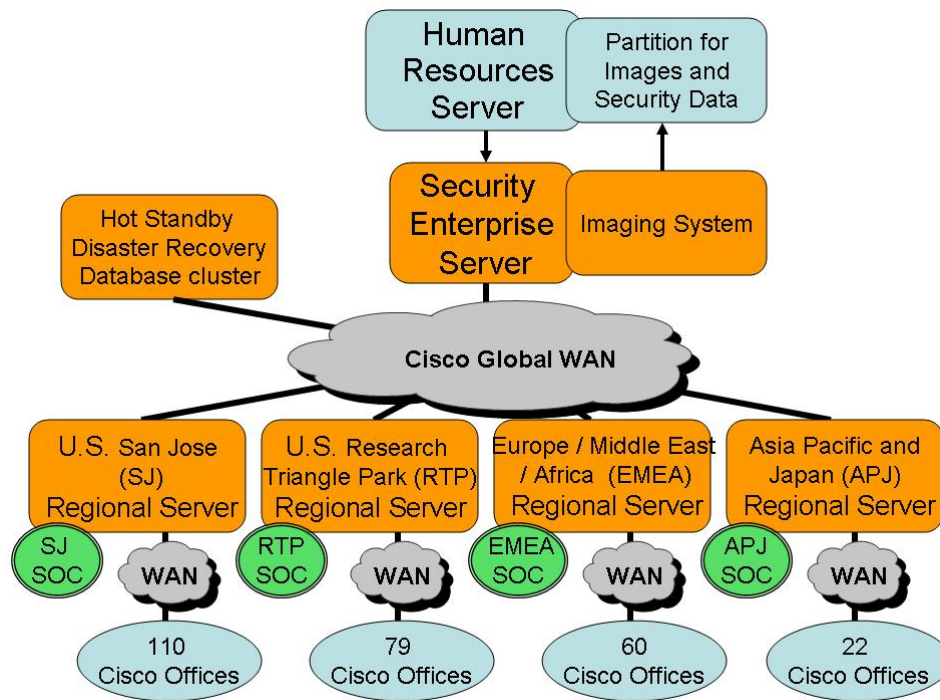 Human
Resources
Server
Partition for
Images and
Security Data
Security
Enterprise
Server
Imaging System
Hot Standby
Disaster Recovery
Database cluster
Cisco Global WAN
U.S. San Jose
(SJ)
Regional Server
U.S. Research
Triangle Park (RTP)
Regional Server
Europe / Middle East
/ Africa (EMEA)
Regional Server
Asia Pacific and
Japan (APJ)
Regional Server
SJ
SOC
WAN
RTP
SOC
WAN
EMEA
SOC
WAN
APJ
SOC
WAN
110
Cisco Offices
79
Cisco Offices
60
Cisco Offices
22
Cisco Offices